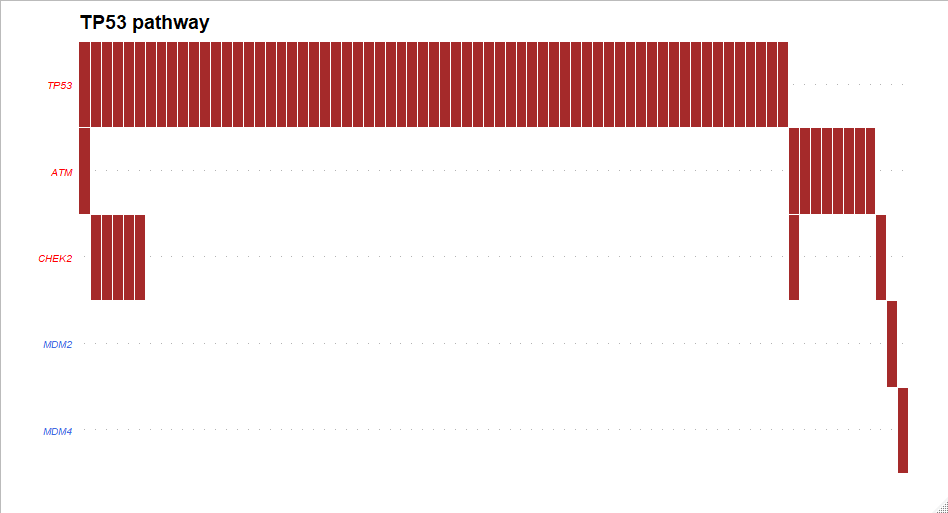 TP53 pathway
TP53
ATM
CHEK2
MDM2
MDM4